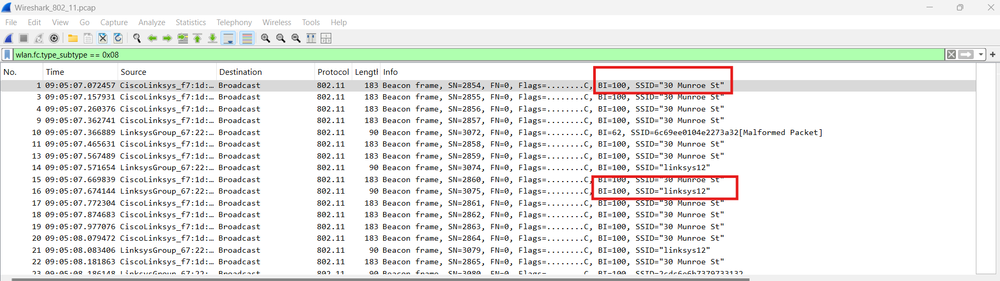 Wireshark_802_11.pcap
File Edit View Go Capture Analyze Statistics Telephony Wireless Tools Help
wlan.fc.type_subtype == 0x08
No. Time Source Destination Protocol Length Info
1 09:05:07.072457 CiscoLinksys_f7:1d:… Broadcast 802.11 183 Beacon frame, SN=2854, FN=0, Flags=........C, BI=100, SSID="30 Munroe St"
3 09:05:07.157931 CiscoLinksys_f7:1d:… Broadcast 802.11 183 Beacon frame, SN=2855, FN=0, Flags=........C, BI=100, SSID="30 Munroe St"
4 09:05:07.260376 CiscoLinksys_f7:1d:… Broadcast 802.11 183 Beacon frame, SN=2856, FN=0, Flags=........C, BI=100, SSID="30 Munroe St"
9 09:05:07.362741 CiscoLinksys_f7:1d:… Broadcast 802.11 183 Beacon frame, SN=2857, FN=0, Flags=........C, BI=100, SSID="30 Munroe St"
10 09:05:07.366889 LinksysGroup_67:22:… Broadcast 802.11 90 Beacon frame, SN=3072, FN=0, Flags=........C, BI=62, SSID=6c69ee0104e2273a32[Malformed Packet]
11 09:05:07.465631 CiscoLinksys_f7:1d:… Broadcast 802.11 183 Beacon frame, SN=2858, FN=0, Flags=........C, BI=100, SSID="30 Munroe St"
13 09:05:07.567489 CiscoLinksys_f7:1d:… Broadcast 802.11 183 Beacon frame, SN=2859, FN=0, Flags=........C, BI=100, SSID="30 Munroe St"
14 09:05:07.571654 LinksysGroup_67:22:… Broadcast 802.11 90 Beacon frame, SN=3074, FN=0, Flags=........C, BI=100, SSID="linksys12"
15 09:05:07.669839 CiscoLinksys_f7:1d:… Broadcast 802.11 183 Beacon frame, SN=2860, FN=0, Flags=........C, BI=100, SSID="30 Munroe St"
16 09:05:07.674144 LinksysGroup_67:22:… Broadcast 802.11 90 Beacon frame, SN=3075, FN=0, Flags=........C, BI=100, SSID="linksys12"
17 09:05:07.772304 CiscoLinksys_f7:1d:… Broadcast 802.11 183 Beacon frame, SN=2861, FN=0, Flags=........C, BI=100, SSID="30 Munroe St"
18 09:05:07.874683 CiscoLinksys_f7:1d:… Broadcast 802.11 183 Beacon frame, SN=2862, FN=0, Flags=........C, BI=100, SSID="30 Munroe St"
19 09:05:07.977076 CiscoLinksys_f7:1d:… Broadcast 802.11 183 Beacon frame, SN=2863, FN=0, Flags=........C, BI=100, SSID="30 Munroe St"
20 09:05:08.079472 CiscoLinksys_f7:1d:… Broadcast 802.11 183 Beacon frame, SN=2864, FN=0, Flags=........C, BI=100, SSID="30 Munroe St"
21 09:05:08.083406 LinksysGroup_67:22:… Broadcast 802.11 90 Beacon frame, SN=3079, FN=0, Flags=........C, BI=100, SSID="linksys12"
22 09:05:08.181863 CiscoLinksys_f7:1d:… Broadcast 802.11 183 Beacon frame, SN=2865, FN=0, Flags=........C, BI=100, SSID="30 Munroe St"
23 09:05:08.186148 LinksysGroup_67:22:… Broadcast 802.11 90 Beacon frame, SN=3080, FN=0, Flags=........C, BI=100,